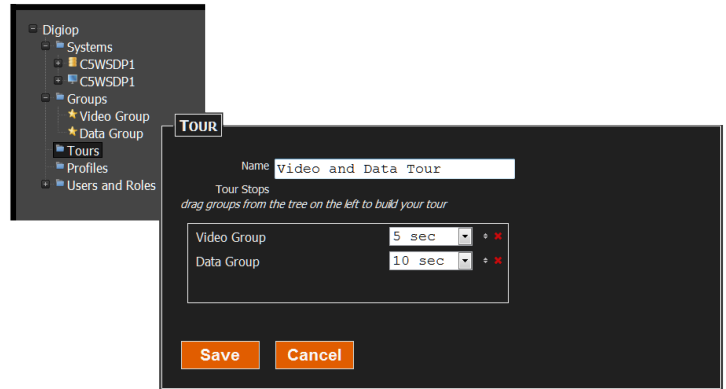 Digiop
Systems
C5WSDP1
C5WSDP1
Groups
Video Group
Data Group
Tours
Profiles
Users and Roles
TOUR
Name Video and Data Tour
Tour Stops
drag groups from the tree on the left to build your tour
Video Group 5 sec
Data Group 10 sec
Save Cancel